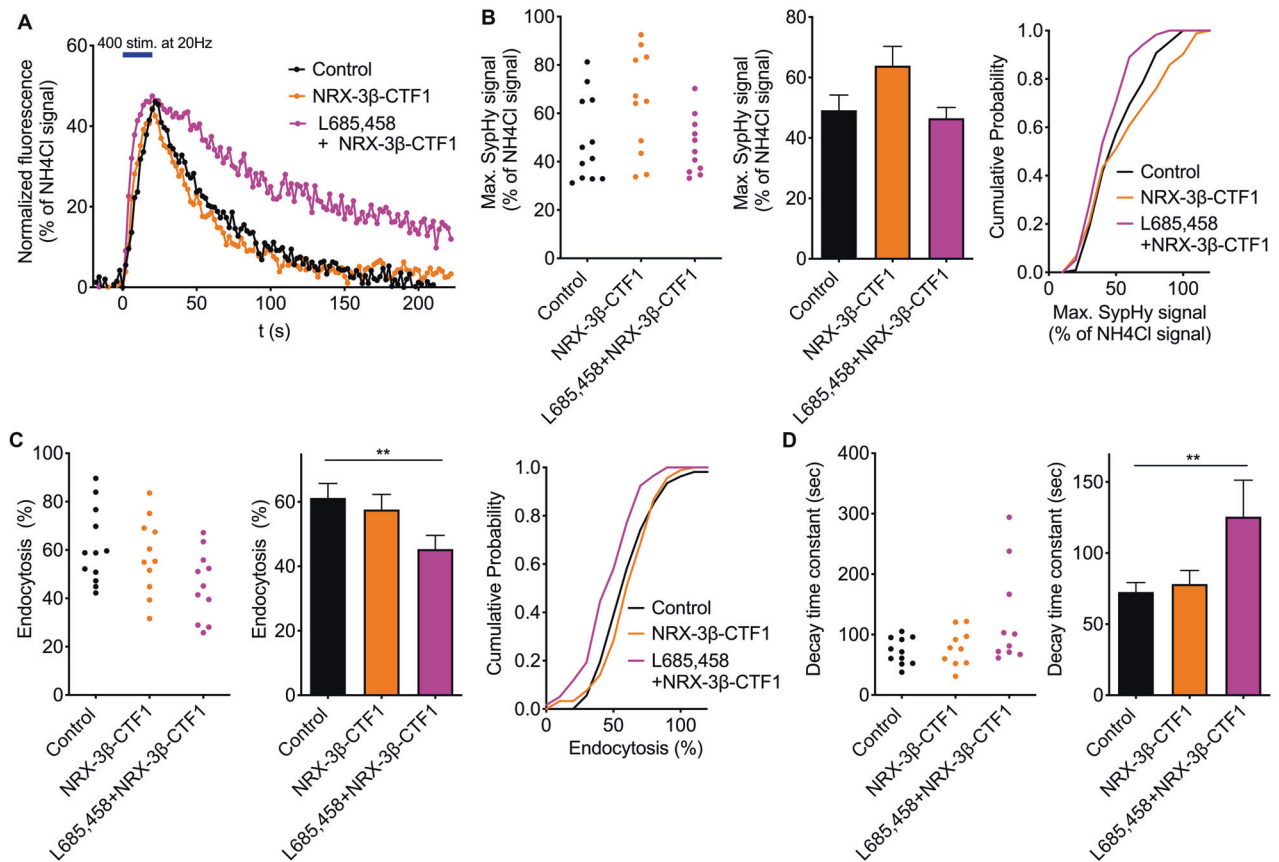 A
400 stim. at 20Hz
Normalized fluorescence
(% of NH4Cl signal)
60
40
20
0
0
50
100
150
200
t (s)
Control
NRX-3β-CTF1
L685,458
+ NRX-3β-CTF1
B
Max. SypHy signal
(% of NH4Cl signal)
100
80
60
40
20
0
Control
NRX-3β-CTF1
L685,458+NRX-3β-CTF1
Max. SypHy signal
(% of NH4Cl signal)
80
60
40
20
0
Control
NRX-3β-CTF1
L685,458+NRX-3β-CTF1
Cumulative Probability
1.0
0.8
0.6
0.4
0.2
0.0
0
50
100
Max. SypHy signal
(% of NH4Cl signal)
Control
NRX-3β-CTF1
L685,458
+NRX-3β-CTF1
C
Endocytosis (%)
100
80
60
40
20
0
Control
NRX-3β-CTF1
L685,458+NRX-3β-CTF1
Endocytosis (%)
60
40
60
0
**
Control
NRX-3β-CTF1
L685,458+NRX-3β-CTF1
Cumulative Probability
1.0
0.8
0.6
0.4
0.2
0.0
0
50
100
Endocytosis (%)
Control
NRX-3β-CTF1
L685,458
+NRX-3β-CTF1
D
Decay time constant (sec)
400
300
200
100
0
Control
NRX-3β-CTF1
L685,458+NRX-3β-CTF1
Decay time constant (sec)
150
100
50
0
**
Control
NRX-3β-CTF1
L685,458+NRX-3β-CTF1